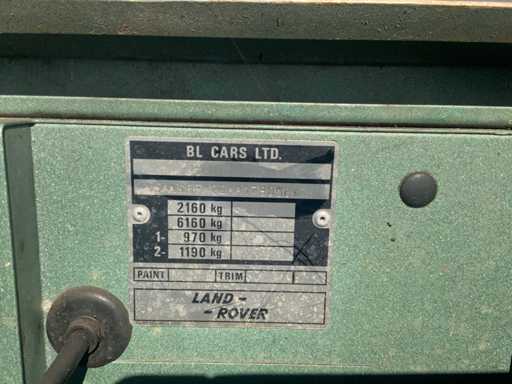 BL CARS LTD.
2160 kg
6160 kg
1- 970 kg
2- 1190 kg
PAINT TRIM
LAND-
-ROVER